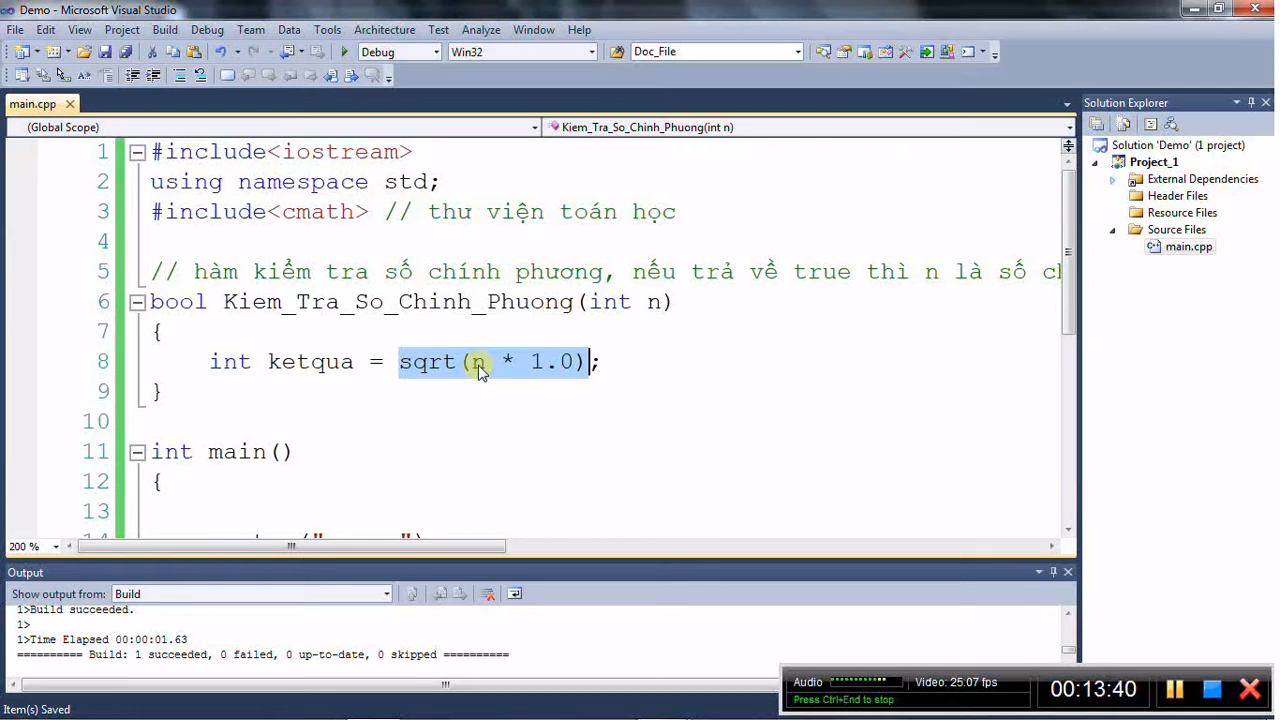 Demo - Microsoft Visual Studio
File Edit View Project Build Debug Team Data Tools Architecture Test Analyze Window Help
Debug Win32 Doc_File
main.cpp
(Global Scope) Kiem_Tra_So_Chinh_Phuong(int n)
1 #include<iostream>
2 using namespace std;
3 #include<cmath> // thư viện toán học
4
5 // hàm kiểm tra số chính phương, nếu trả về true thì n là số
6 bool Kiem_Tra_So_Chinh_Phuong(int n)
7 {
8 int ketqua = sqrt(n * 1.0);
9 }
10
11 int main()
12 {
13
200 %
Solution Explorer
Solution 'Demo' (1 project)
Project_1
External Dependencies
Header Files
Resource Files
Source Files
main.cpp
Output
Show output from: Build
1>Build succeeded.
1>
1>Time Elapsed 00:00:01.63
========== Build: 1 succeeded, 0 failed, 0 up-to-date, 0 skipped ==========
Item(s) Saved
Audio Video: 25.07 fps
Press Ctrl+End to stop
00:13:40